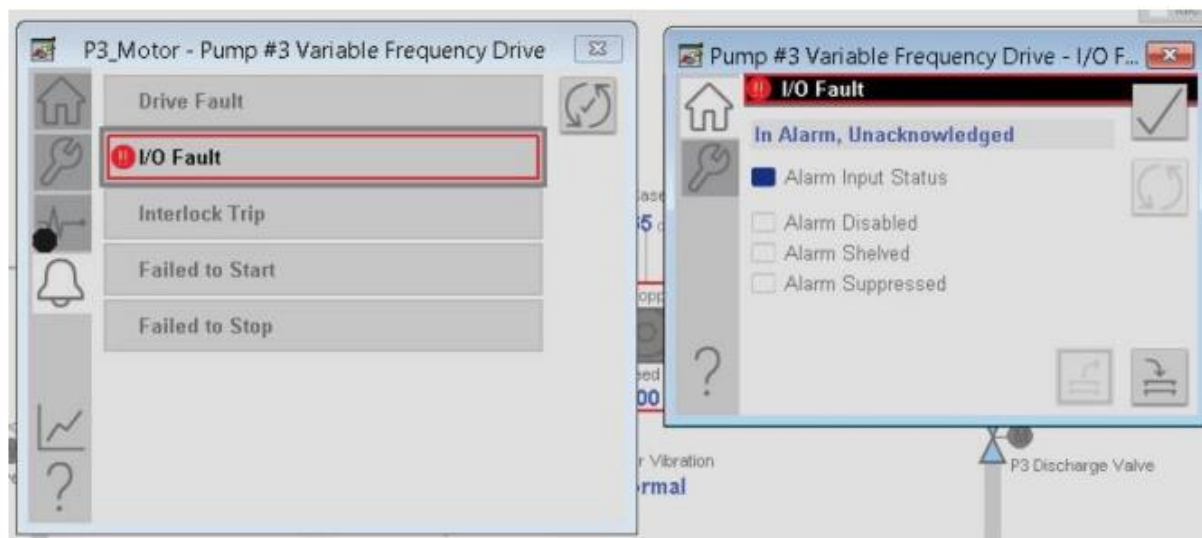 P3_Motor - Pump #3 Variable Frequency Drive
Drive Fault
I/O Fault
Interlock Trip
Failed to Start
Failed to Stop
Pump #3 Variable Frequency Drive - I/O F...
I/O Fault
In Alarm, Unacknowledged
Alarm Input Status
Alarm Disabled
Alarm Shelved
Alarm Suppressed
Vibration
P3 Discharge Valve